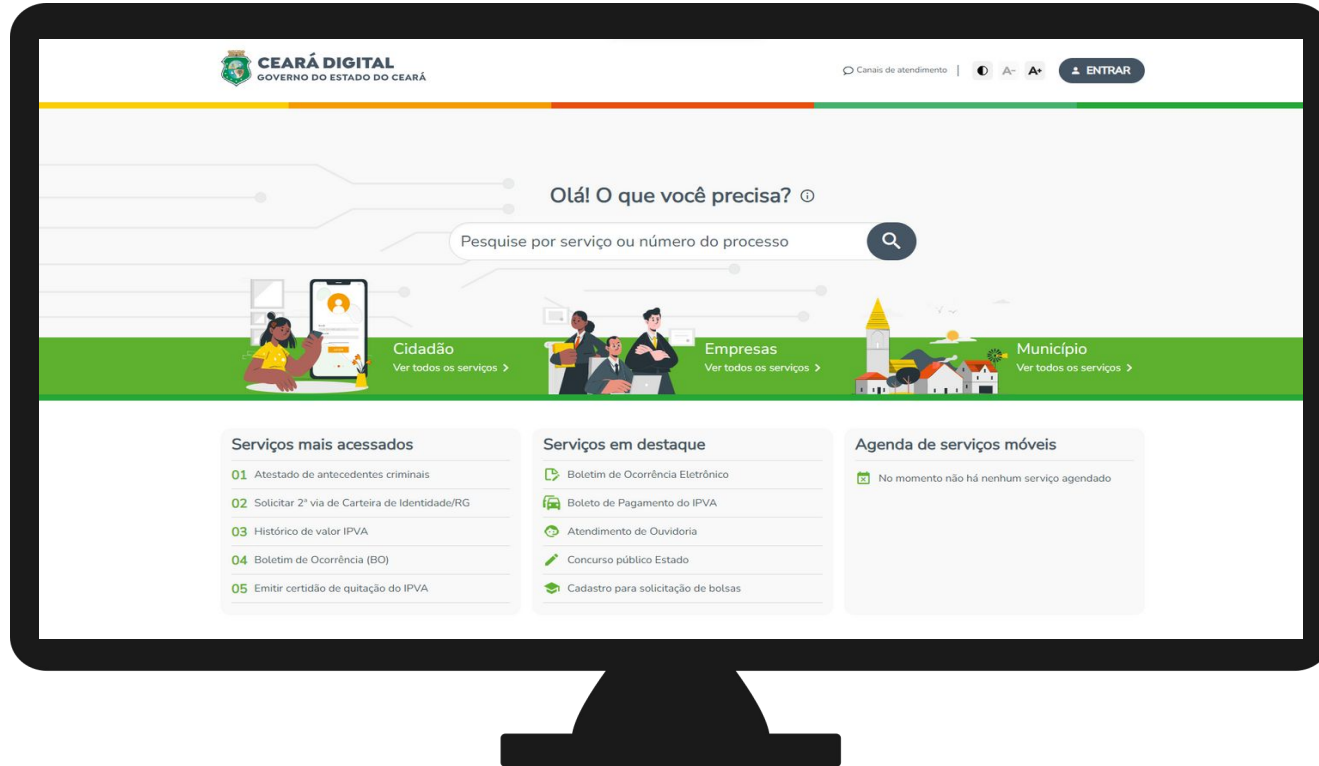 CEARÁ DIGITAL
GOVERNO DO ESTADO DO CEARÁ
Canais de atendimento
A-
A+
ENTRAR
Olá! O que você precisa?
Pesquise por serviço ou número do processo
Cidadão
Ver todos os serviços >
Empresas
Ver todos os serviços >
Município
Ver todos os serviços >
Serviços mais acessados
01 Atestado de antecedentes criminais
02 Solicitar 2ª via de Carteira de Identidade/RG
03 Histórico de valor IPVA
04 Boletim de Ocorrência (BO)
05 Emitir certidão de quitação do IPVA
Serviços em destaque
Boletim de Ocorrência Eletrônico
Boleto de Pagamento do IPVA
Atendimento de Ouvidoria
Concurso público Estado
Cadastro para solicitação de bolsas
Agenda de serviços móveis
No momento não há nenhum serviço agendado